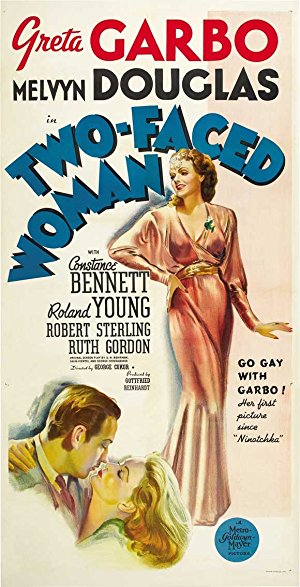 Greta GARBO
MELVYN DOUGLAS
in
TWO-FACED
WOMAN
WITH
Constance
BENNETT
Roland YOUNG
ROBERT STERLING
RUTH GORDON
Directed by GEORGE CUKOR
Produced by
GOTTFRIED
REINHARDT
GO GAY
WITH
GARBO!
Her first
picture
since
"Ninotchka"
A
Metro-
Goldwyn-
Mayer
PICTURE